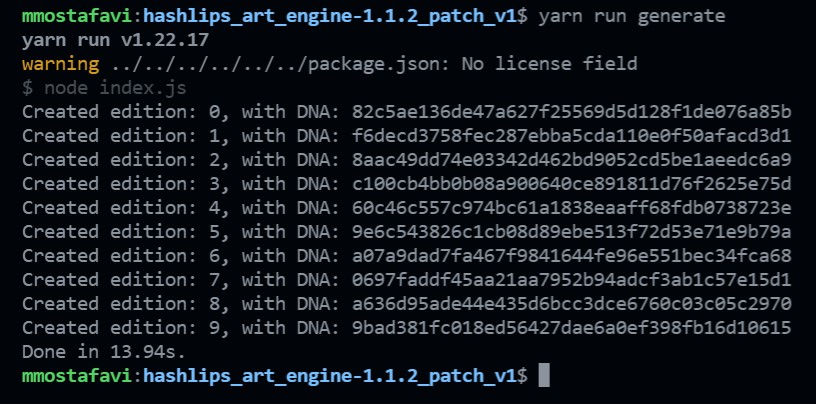 mmostafavi:hashlips_art_engine-1.1.2_patch_v1$ yarn run generate
yarn run v1.22.17
warning ../../../../../../package.json: No license field
$ node index.js
Created edition: 0, with DNA: 82c5ae136de47a627f25569d5d128f1de076a85b
Created edition: 1, with DNA: f6decd3758fec287ebba5cda110e0f50afacd3d1
Created edition: 2, with DNA: 8aac49dd74e03342d462bd9052cd5be1aeedc6a9
Created edition: 3, with DNA: c100cb4bb0b08a900640ce891811d76f2625e75d
Created edition: 4, with DNA: 60c46c557c974bc61a1838eaaff68fdb0738723e
Created edition: 5, with DNA: 9e6c543826c1cb08d89ebe513f72d53e71e9b79a
Created edition: 6, with DNA: a07a9dad7fa467f9841644fe96e551bec34fca68
Created edition: 7, with DNA: 0697faddf45aa21aa7952b94adcf3ab1c57e15d1
Created edition: 8, with DNA: a636d95ade44e435d6bcc3dce6760c03c05c2970
Created edition: 9, with DNA: 9bad381fc018ed56427dae6a0ef398fb16d10615
Done in 13.94s.
mmostafavi:hashlips_art_engine-1.1.2_patch_v1$